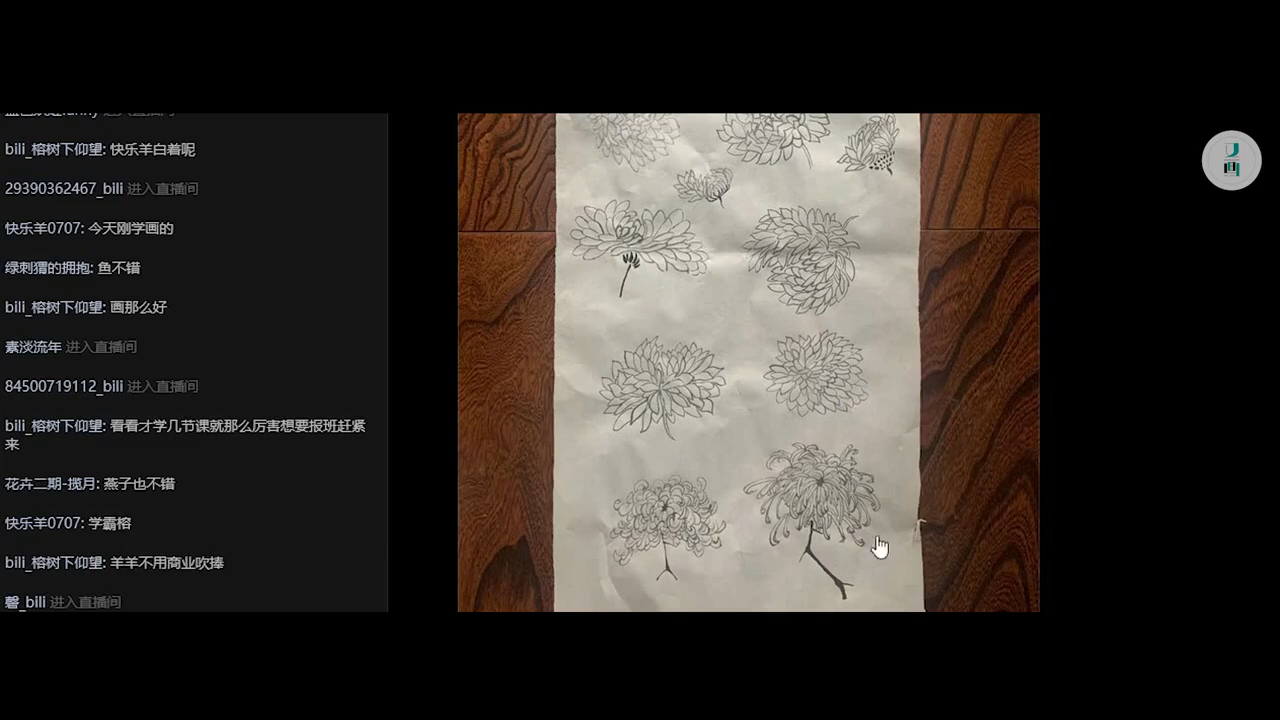 bili_榕树下仰望: 快乐羊白着呢
29390362467_bili 进入直播间
快乐羊0707: 今天刚学画的
绿刺猬的拥抱: 鱼不错
bili_榕树下仰望: 画那么好
素淡流年 进入直播间
84500719112_bili 进入直播间
bili_榕树下仰望: 看看才学几节课就那么厉害想要报班赶紧
来
花卉二期-揽月: 燕子也不错
快乐羊0707: 学霸榕
bili_榕树下仰望: 羊羊不用商业吹捧
馨_bili 进入直播间